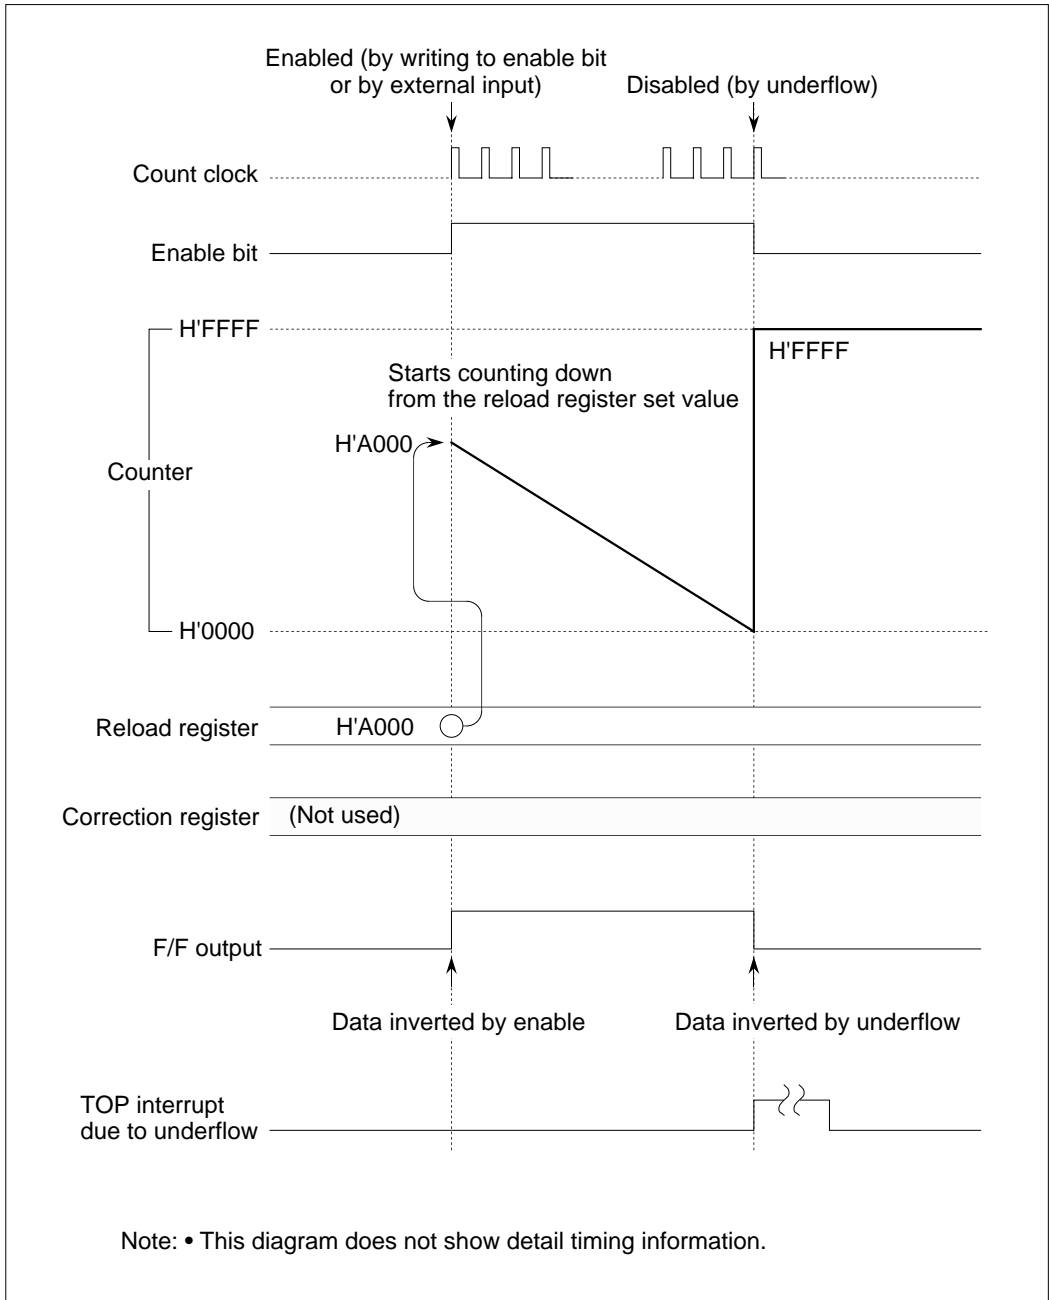 Enabled (by writing to enable bit
or by external input)
Disabled (by underflow)
Count clock
Enable bit
H'FFFF
H'FFFF
Starts counting down
from the reload register set value
H'A000
Counter
H'0000
Reload register
H'A000
Correction register
(Not used)
F/F output
Data inverted by enable
Data inverted by underflow
TOP interrupt
due to underflow
Note: • This diagram does not show detail timing information.